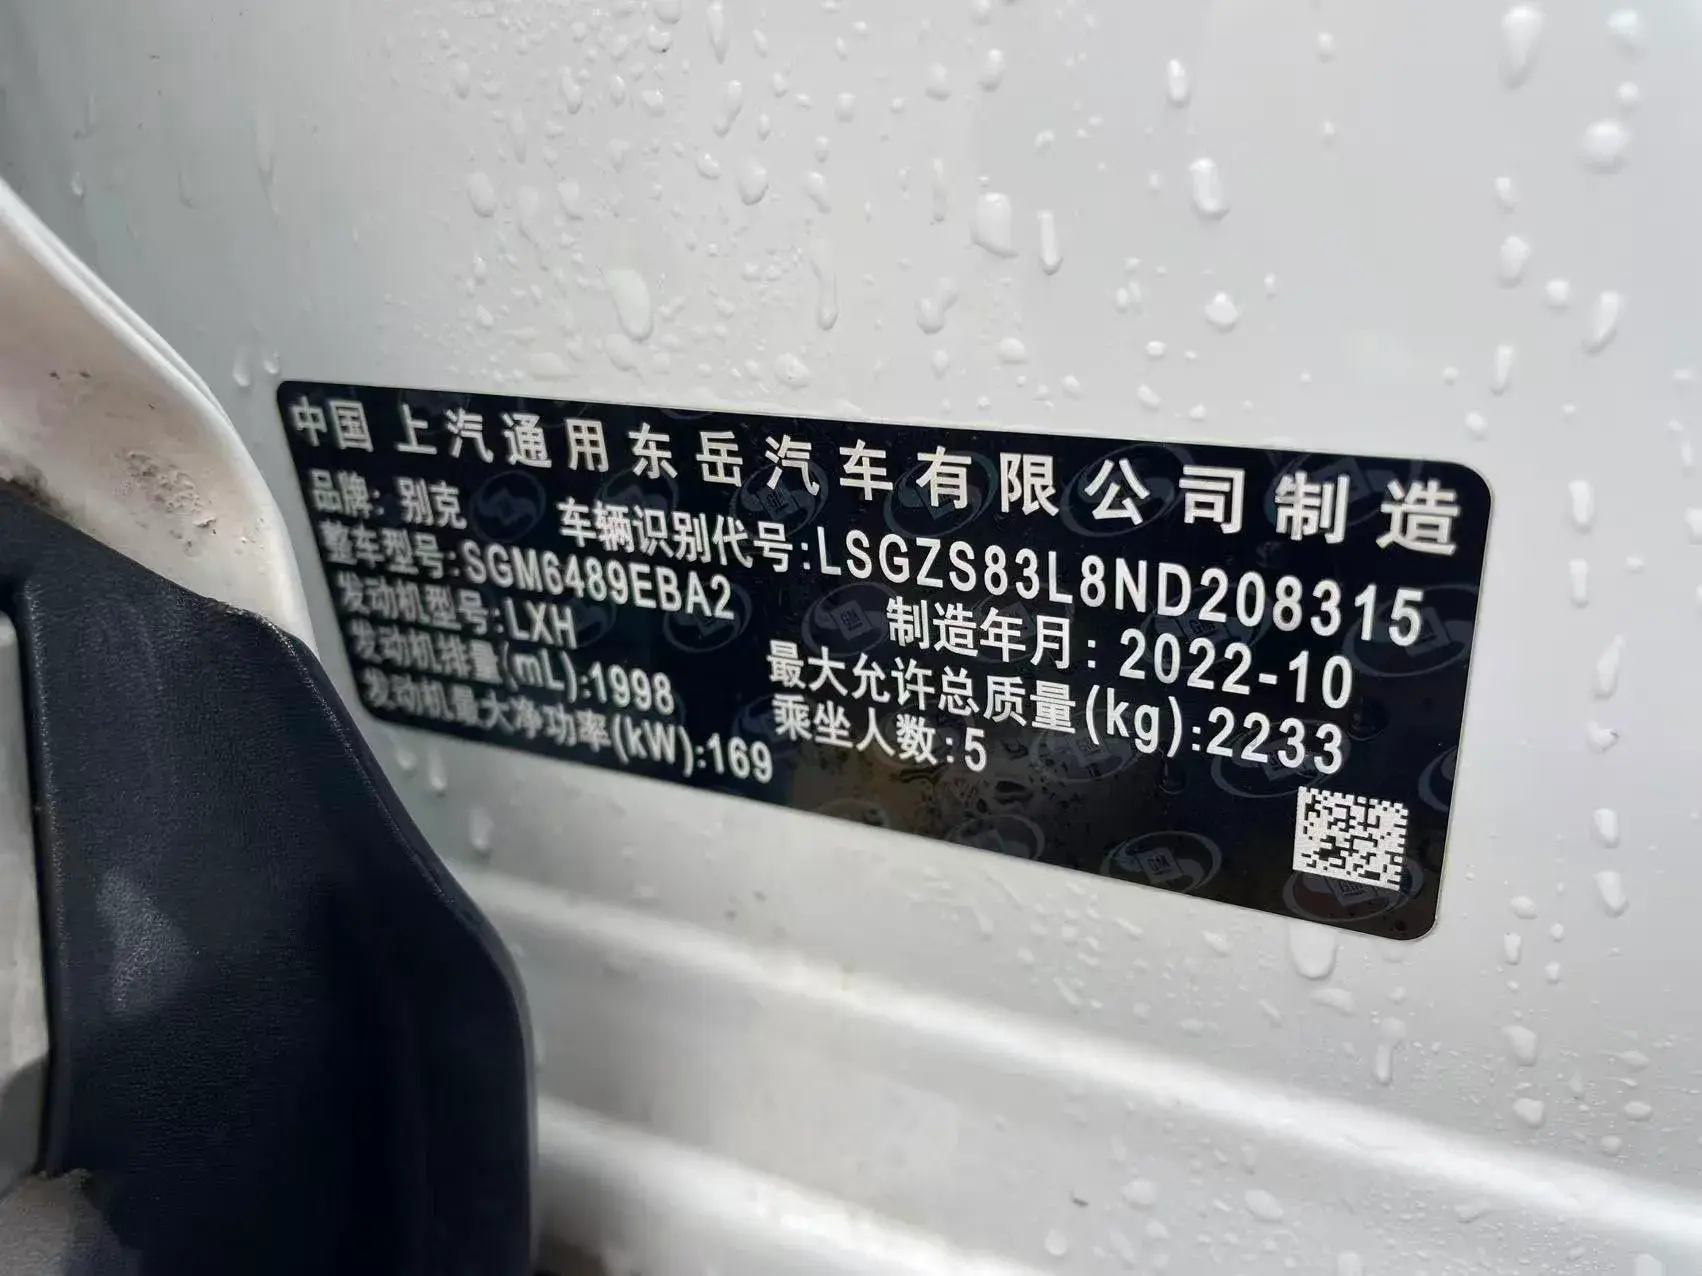 中国 上汽通用东岳汽车有限公司制造
品牌: 别克 车辆识别代号:LSGZS83L8ND208315
整车型号:SGM6489EBA2 制造年月: 2022-10
发动机型号:LXH 最大允许总质量(kg):2233
发动机排量(mL):1998 乘坐人数:5
发动机最大净功率(kW):169